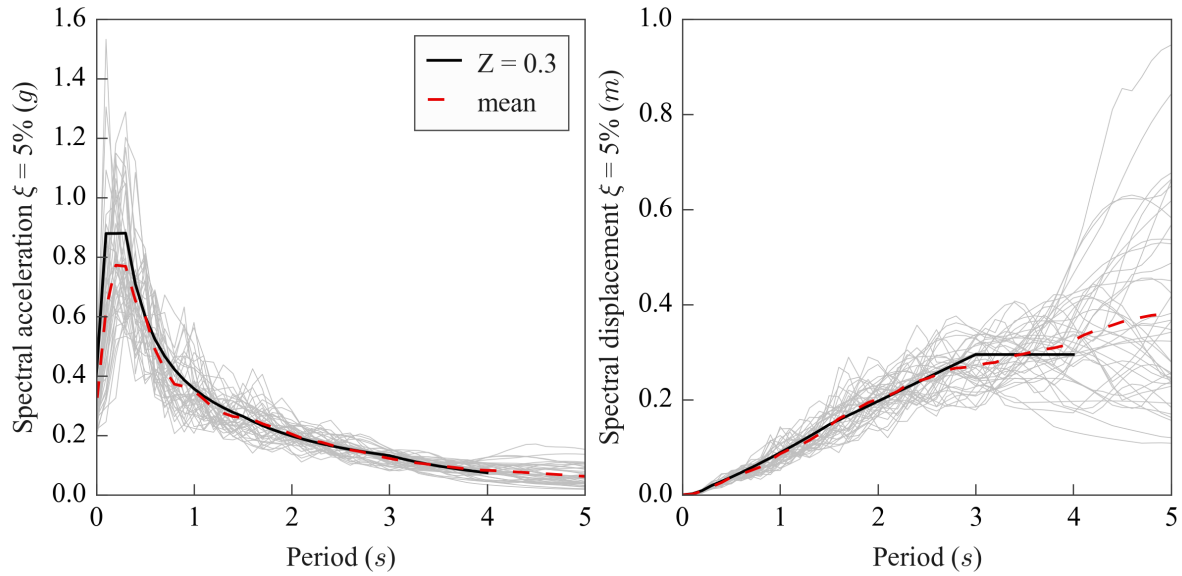 Spectral acceleration ξ = 5% (g)
1.6
1.4
1.2
1.0
0.8
0.6
0.4
0.2
0.0
Z = 0.3
mean
0 1 2 3 4 5
Period (s)
Spectral displacement ξ = 5% (m)
1.0
0.8
0.6
0.4
0.2
0.0
0 1 2 3 4 5
Period (s)